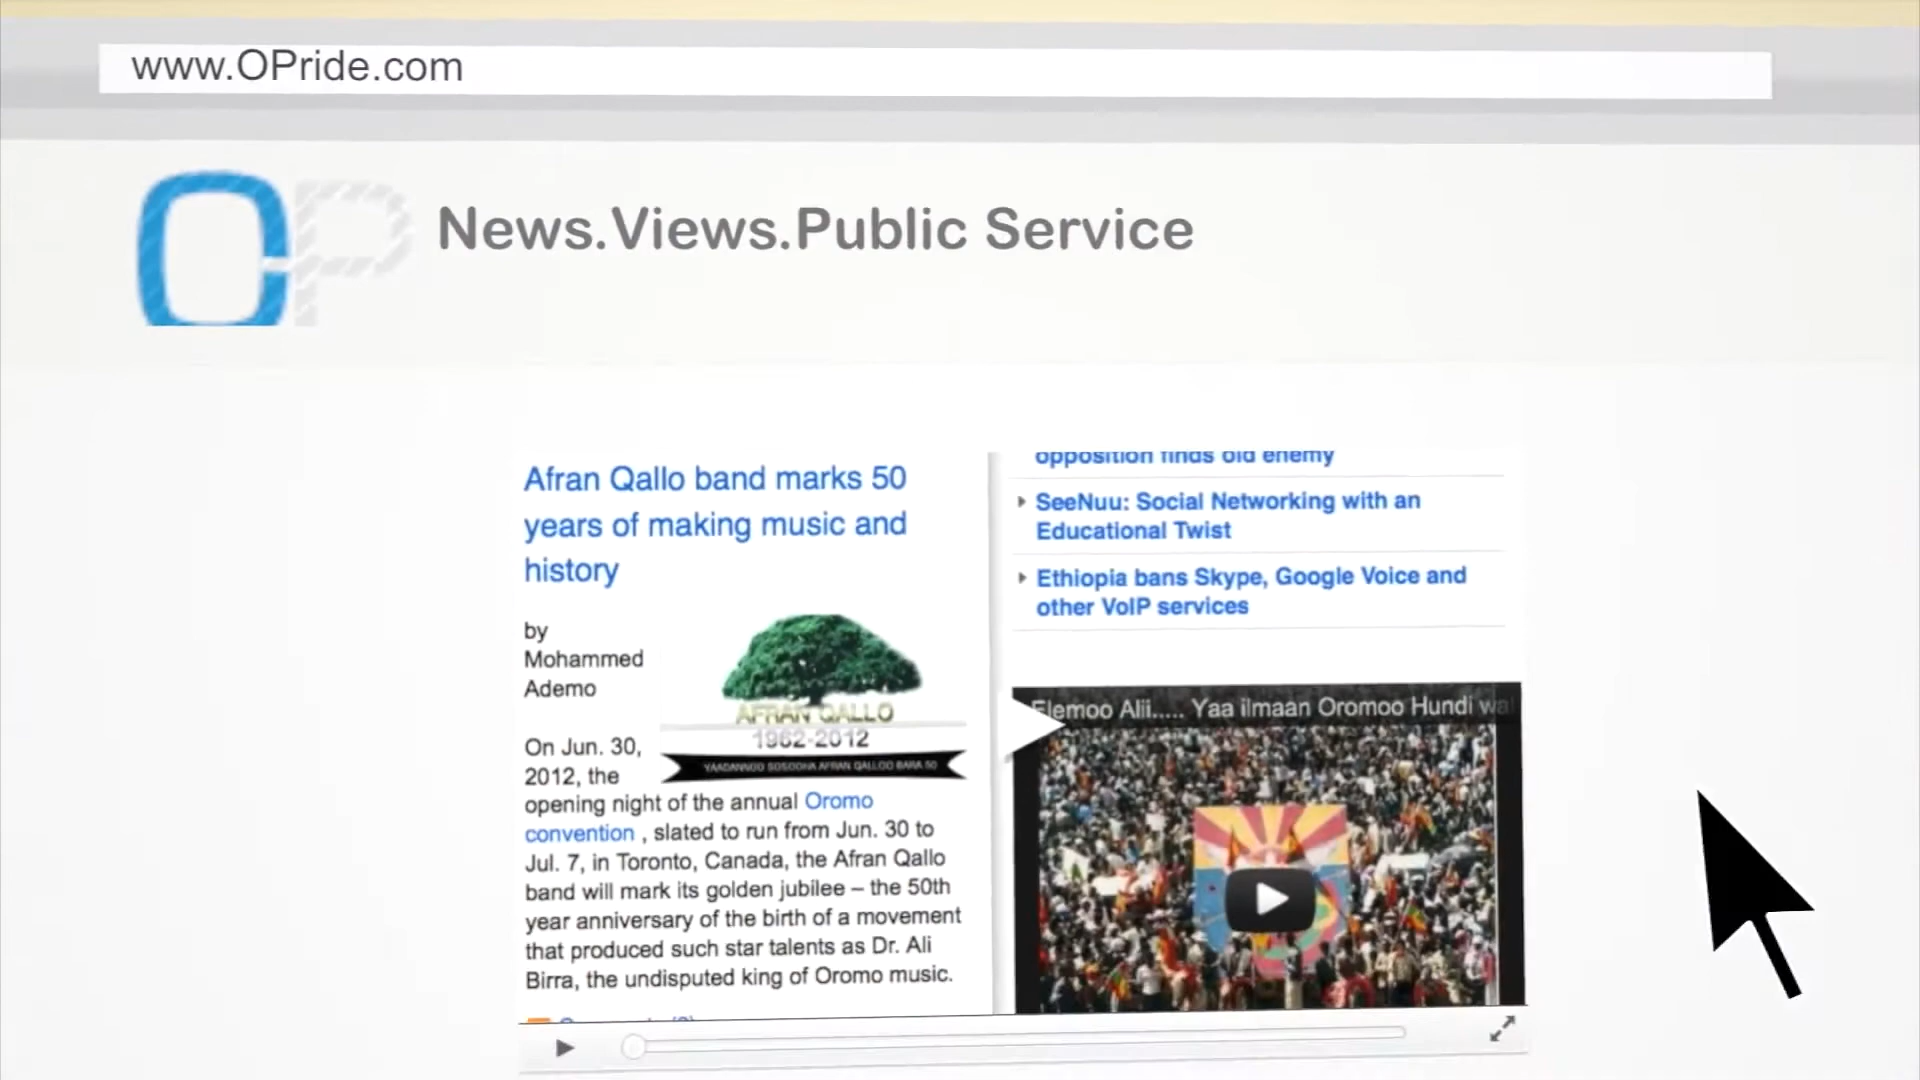 www.OPride.com
OP
News.Views.Public Service
Afran Qallo band marks 50
years of making music and
history
by
Mohammed
Ademo
AFRAN QALLO
1962-2012
On Jun. 30,
2012, the
opening night of the annual Oromo
convention , slated to run from Jun. 30 to
Jul. 7, in Toronto, Canada, the Afran Qallo
band will mark its golden jubilee – the 50th
year anniversary of the birth of a movement
that produced such star talents as Dr. Ali
Birra, the undisputed king of Oromo music.
opposition finds old enemy
SeeNuu: Social Networking with an
Educational Twist
Ethiopia bans Skype, Google Voice and
other VoIP services
Elemoo Alii..... Yaa ilmaan Oromoo Hundi